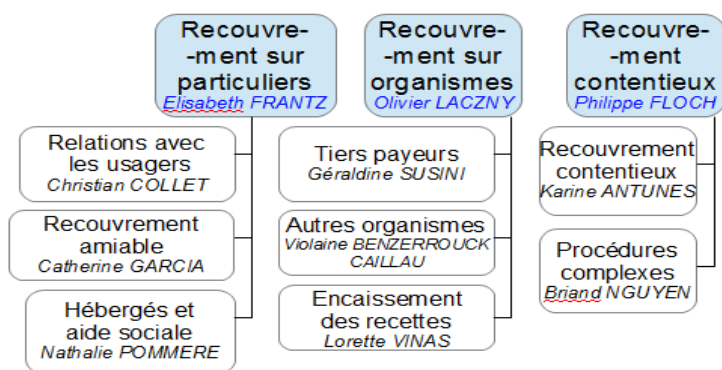 Recouvre-
-ment sur
particuliers
Elisabeth FRANTZ
Relations avec
les usagers
Christian COLLET
Recouvrement
amiable
Catherine GARCIA
Hébergés et
aide sociale
Nathalie POMMERE
Recouvre-
-ment sur
organismes
Olivier LACZNY
Tiers payeurs
Géraldine SUSINI
Autres organismes
Violaine BENZERROUCK
CAILLAU
Encaissement
des recettes
Lorette VINAS
Recouvre-
-ment
contentieux
Philippe FLOCH
Recouvrement
contentieux
Karine ANTUNES
Procédures
complexes
Briand NGUYEN